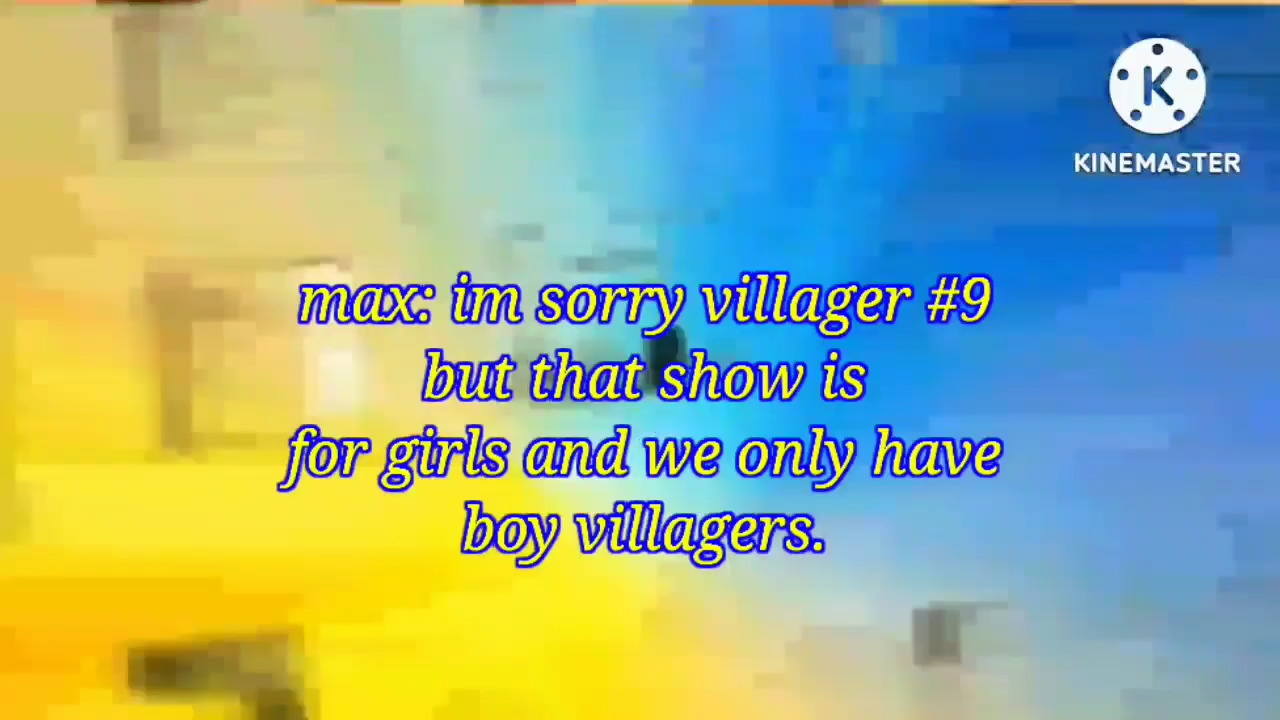 KINEMASTER
max: im sorry villager #9
but that show is
for girls and we only have
boy villagers.